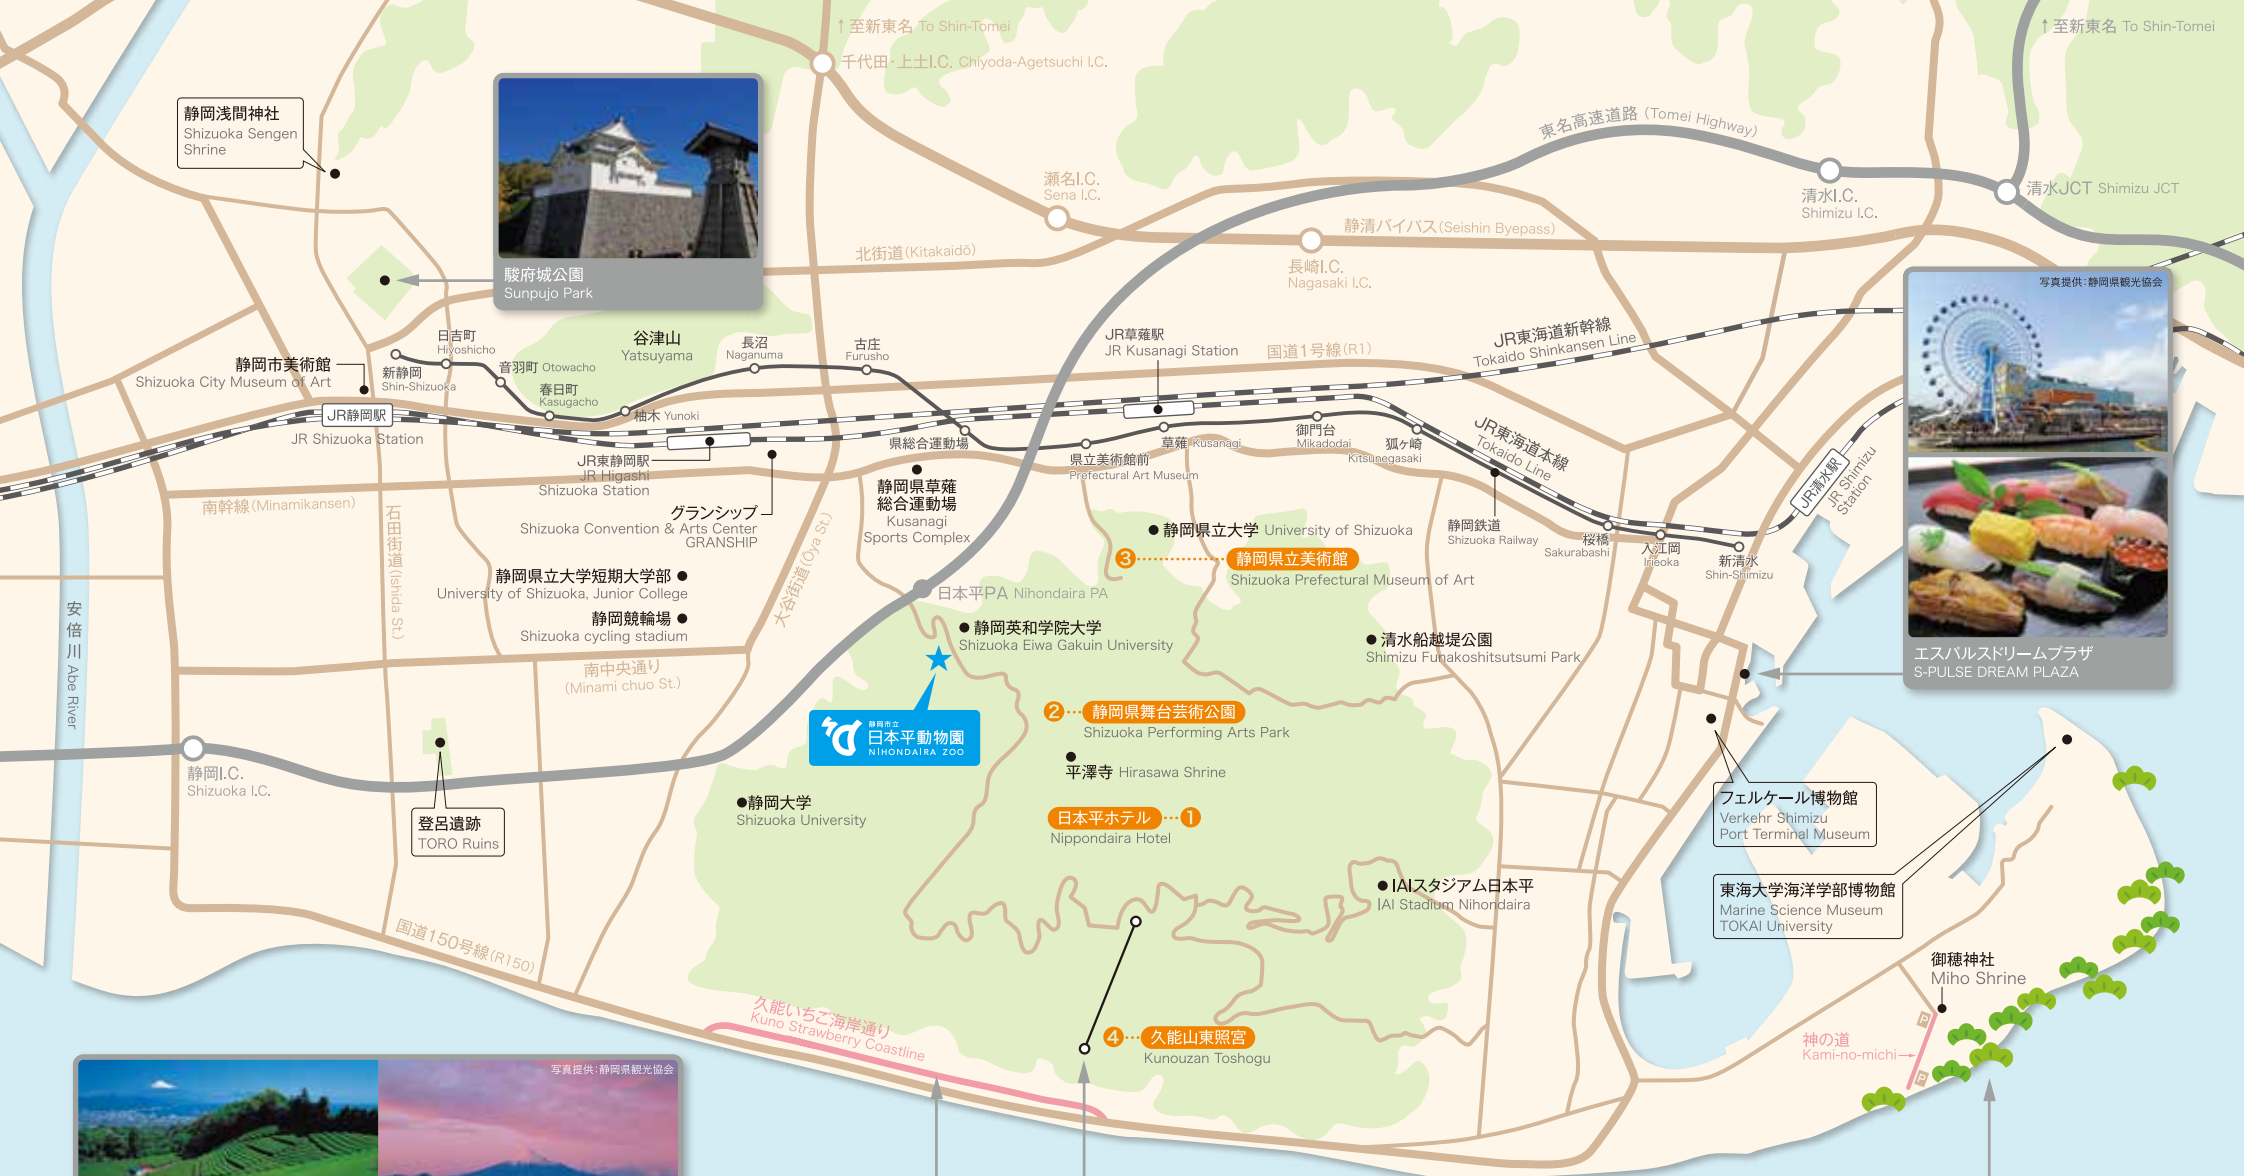 ↑至新東名 To Shin-Tomei
千代田・上土I.C. Chiyoda-Agetsuchi I.C.
↑至新東名 To Shin-Tomei
静岡浅間神社
Shizuoka Sengen
Shrine
駿府城公園
Sunpujo Park
瀬名I.C.
Sena I.C.
東名高速道路 (Tomei Highway)
清水I.C.
Shimizu I.C.
清水JCT Shimizu JCT
北街道(Kitakaidō)
静清バイパス(Seishin Byepass)
長崎I.C.
Nagasaki I.C.
写真提供:静岡県観光協会
エスパルスドリームプラザ
S-PULSE DREAM PLAZA
日吉町
Hiyoshicho
谷津山
Yatsuyama
長沼
Naganuma
古庄
Furusho
JR草薙駅
JR Kusanagi Station
国道1号線(R1)
JR東海道新幹線
Tokaido Shinkansen Line
静岡市美術館
Shizuoka City Museum of Art
新静岡
Shin-Shizuoka
音羽町 Otowacho
春日町
Kasugacho
柚木 Yunoki
JR静岡駅
JR Shizuoka Station
県総合運動場
県立美術館前
Prefectural Art Museum
草薙 Kusanagi
御門台
Mikadodai
狐ヶ崎
Kitsunegasaki
JR東海道本線
Tokaido Line
JR清水駅
JR Shimizu
Station
JR東静岡駅
JR Higashi
Shizuoka Station
南幹線(Minamikansen)
石田街道(Ishida St.)
グランシップ
Shizuoka Convention & Arts Center
GRANSHIP
静岡県草薙
総合運動場
Kusanagi
Sports Complex
大谷街道(Ōya St.)
静岡県立大学 University of Shizuoka
③
静岡県立美術館
Shizuoka Prefectural Museum of Art
静岡鉄道
Shizuoka Railway
桜橋
Sakurabashi
入江岡
Irieoka
新清水
Shin-Shimizu
静岡県立大学短期大学部
University of Shizuoka, Junior College
静岡競輪場
Shizuoka cycling stadium
日本平PA Nihondaira PA
静岡英和学院大学
Shizuoka Eiwa Gakuin University
清水船越堤公園
Shimizu Funakoshitsutsumi Park
安倍川 Abe River
南中央通り
(Minami chuo St.)
静岡市立
日本平動物園
NIHONDAIRA ZOO
② 静岡県舞台芸術公園
Shizuoka Performing Arts Park
平澤寺 Hirasawa Shrine
静岡I.C.
Shizuoka I.C.
登呂遺跡
TORO Ruins
静岡大学
Shizuoka University
日本平ホテル ①
Nippondaira Hotel
フェルケール博物館
Verkehr Shimizu
Port Terminal Museum
IAIスタジアム日本平
IAI Stadium Nihondaira
東海大学海洋学部博物館
Marine Science Museum
TOKAI University
国道150号線(R150)
御穂神社
Miho Shrine
久能いちご海岸通り
Kuno Strawberry Coastline
④ 久能山東照宮
Kunouzan Toshogu
神の道
Kami-no-michi
P
P
写真提供:静岡県観光協会